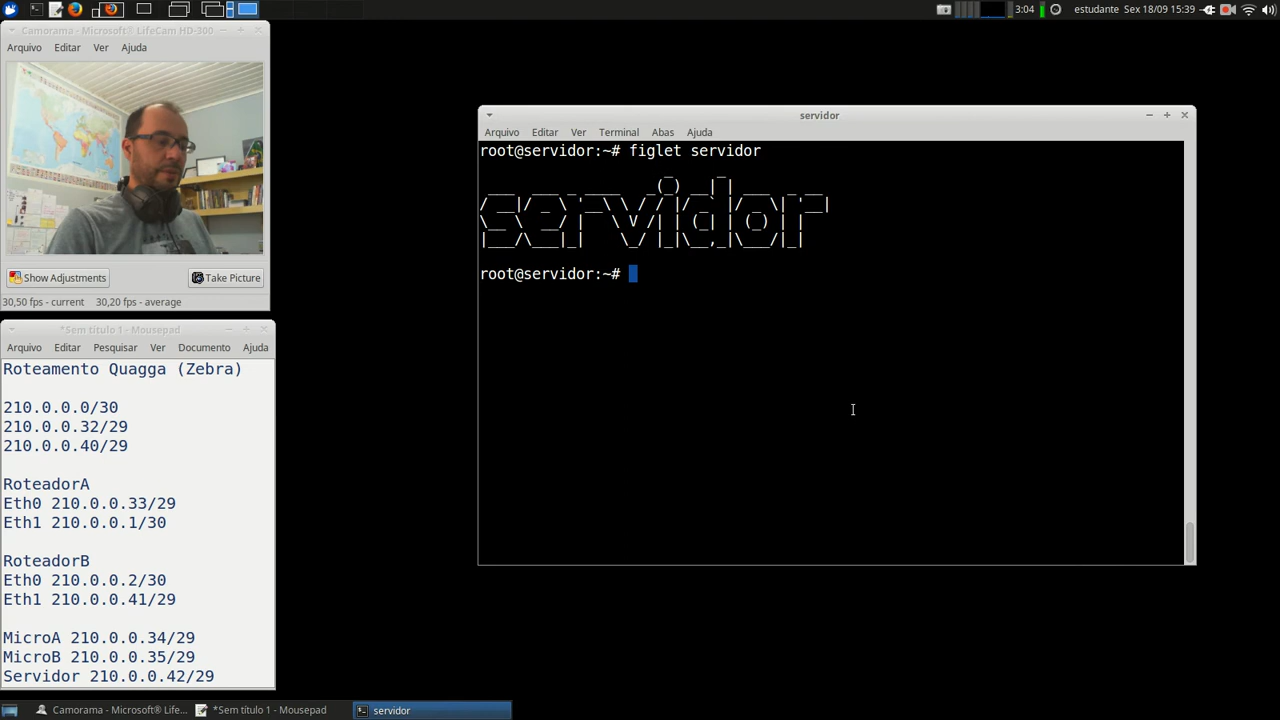 3:04 estudante Sex 18/09 15:39
Camorama - Microsoft® LifeCam HD-300
Arquivo Editar Ver Ajuda
Show Adjustments Take Picture
30,50 fps - current 30,20 fps - average
*Sem título 1 - Mousepad
Arquivo Editar Pesquisar Ver Documento Ajuda
Roteamento Quagga (Zebra)
210.0.0.0/30
210.0.0.32/29
210.0.0.40/29
RoteadorA
Eth0 210.0.0.33/29
Eth1 210.0.0.1/30
RoteadorB
Eth0 210.0.0.2/30
Eth1 210.0.0.41/29
MicroA 210.0.0.34/29
MicroB 210.0.0.35/29
Servidor 210.0.0.42/29
servidor
Arquivo Editar Ver Terminal Abas Ajuda
root@servidor:~# figlet servidor
servidor
root@servidor:~#
Camorama - Microsoft® Life... *Sem título 1 - Mousepad servidor